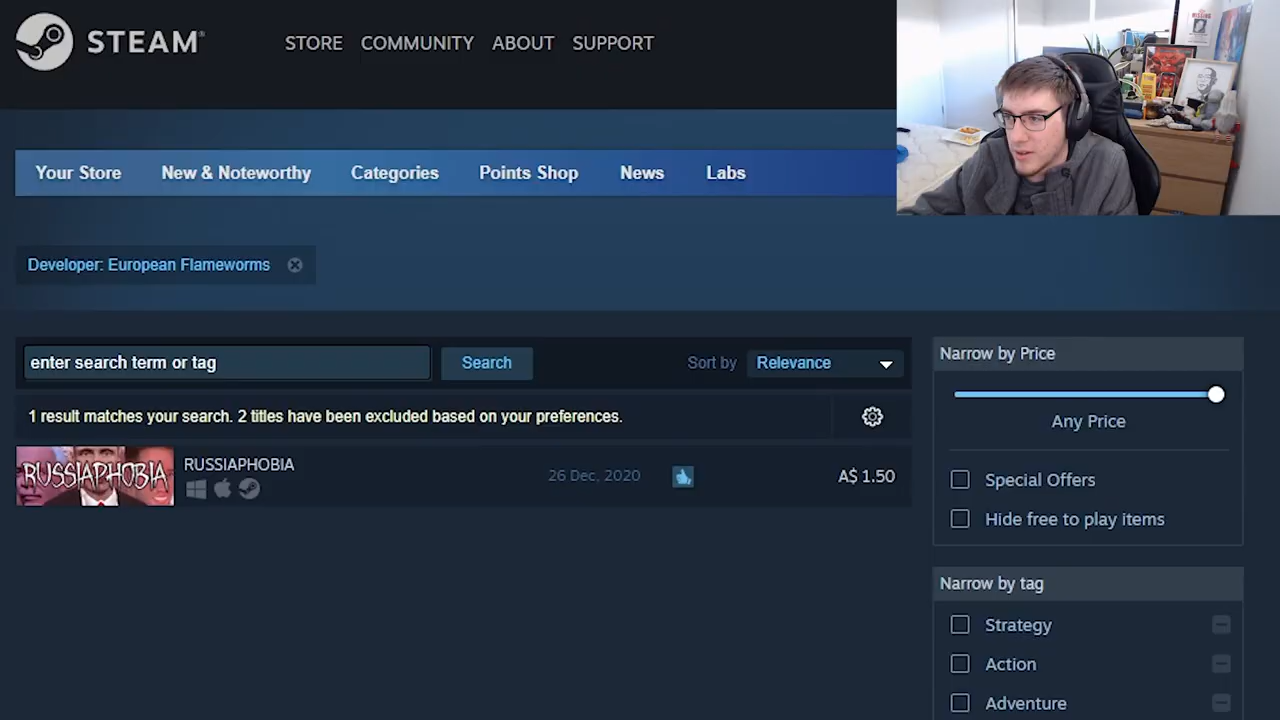 STEAM®
STORE COMMUNITY ABOUT SUPPORT
Your Store New & Noteworthy Categories Points Shop News Labs
Developer: European Flameworms
enter search term or tag Search Sort by Relevance
1 result matches your search. 2 titles have been excluded based on your preferences.
RUSSIAPHOBIA
RUSSIAPHOBIA 26 Dec, 2020 A$ 1.50
Narrow by Price
Any Price
Special Offers
Hide free to play items
Narrow by tag
Strategy
Action
Adventure
MISSING